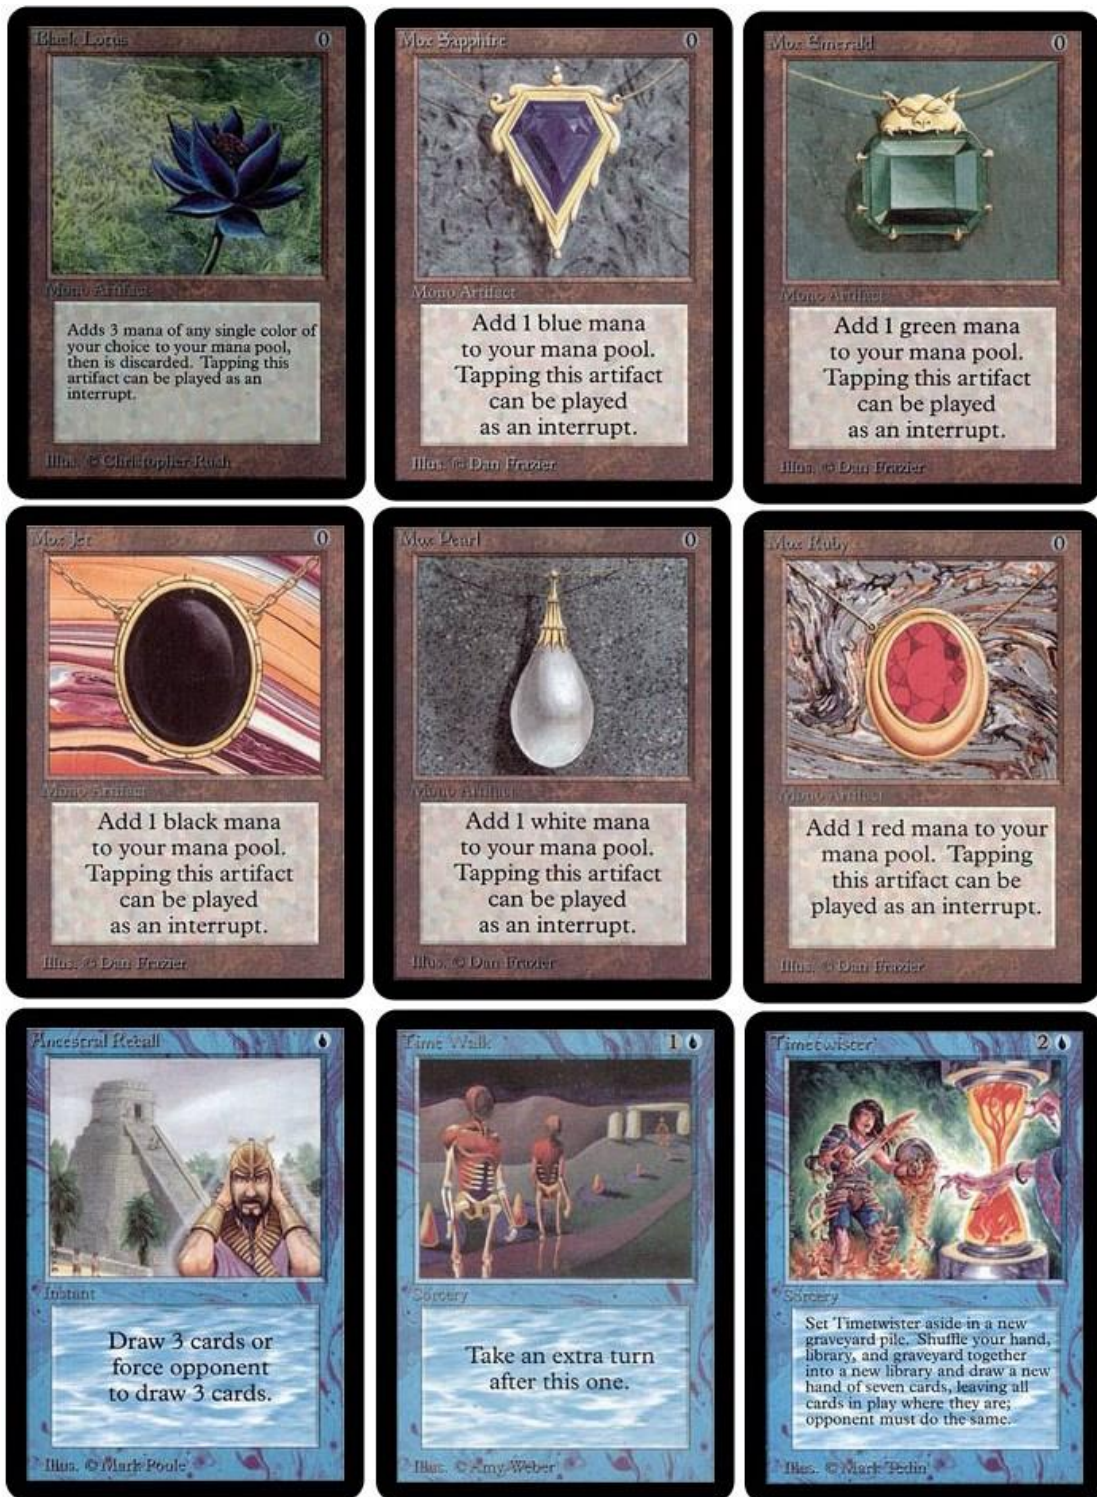 Black Lotus 0
Mono Artifact
Adds 3 mana of any single color of
your choice to your mana pool,
then is discarded. Tapping this
artifact can be played as an
interrupt.
Illus. © Christopher Rush
Mox Sapphire 0
Mono Artifact
Add 1 blue mana
to your mana pool.
Tapping this artifact
can be played
as an interrupt.
Illus. © Dan Frazier
Mox Emerald 0
Mono Artifact
Add 1 green mana
to your mana pool.
Tapping this artifact
can be played
as an interrupt.
Illus. © Dan Frazier
Mox Jet 0
Mono Artifact
Add 1 black mana
to your mana pool.
Tapping this artifact
can be played
as an interrupt.
Illus. © Dan Frazier
Mox Pearl 0
Mono Artifact
Add 1 white mana
to your mana pool.
Tapping this artifact
can be played
as an interrupt.
Illus. © Dan Frazier
Mox Ruby 0
Mono Artifact
Add 1 red mana to your
mana pool. Tapping
this artifact can be
played as an interrupt.
Illus. © Dan Frazier
Ancestral Recall
Instant
Draw 3 cards or
force opponent
to draw 3 cards.
Illus. © Mark Poole
Time Walk 1
Sorcery
Take an extra turn
after this one.
Illus. © Amy Weber
Timetwister 2
Sorcery
Set Timetwister aside in a new
graveyard pile. Shuffle your hand,
library, and graveyard together
into a new library and draw a new
hand of seven cards, leaving all
cards in play where they are;
opponent must do the same.
Illus. © Mark Tedin